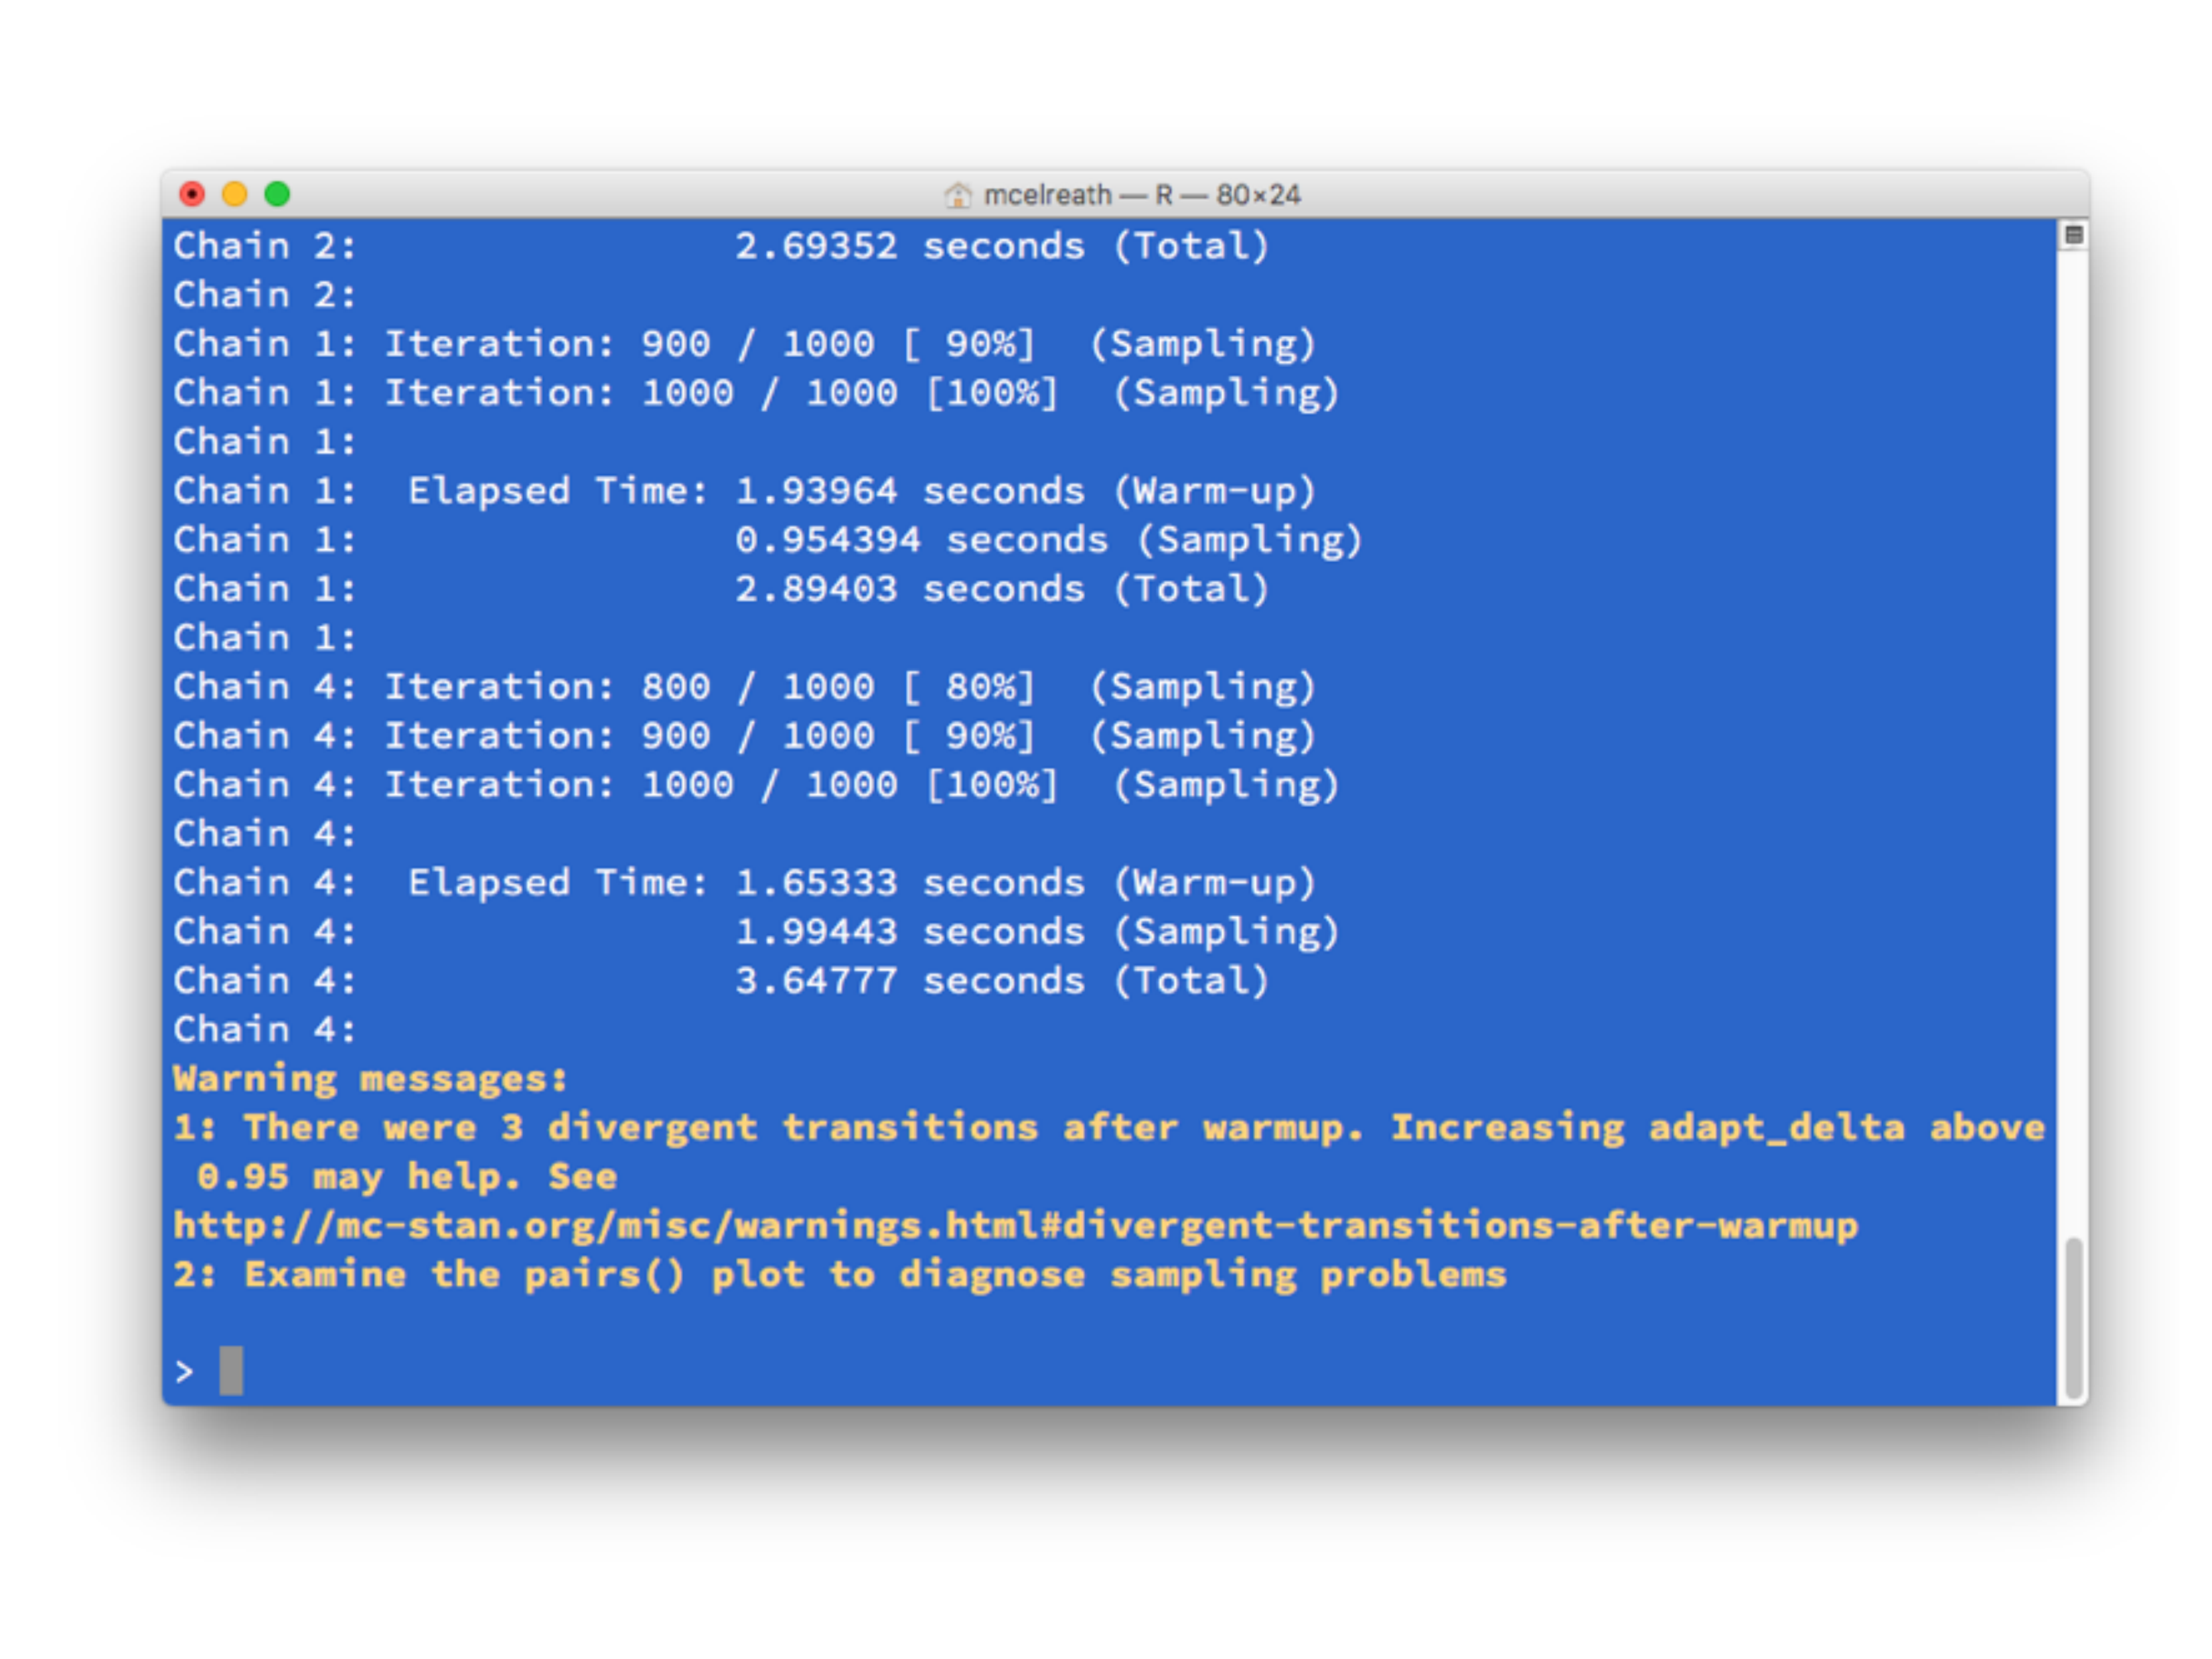 mcelreath — R — 80×24
Chain 2:                2.69352 seconds (Total)
Chain 2:
Chain 1: Iteration: 900 / 1000 [ 90%]  (Sampling)
Chain 1: Iteration: 1000 / 1000 [100%]  (Sampling)
Chain 1:
Chain 1:  Elapsed Time: 1.93964 seconds (Warm-up)
Chain 1:                0.954394 seconds (Sampling)
Chain 1:                2.89403 seconds (Total)
Chain 1:
Chain 4: Iteration: 800 / 1000 [ 80%]  (Sampling)
Chain 4: Iteration: 900 / 1000 [ 90%]  (Sampling)
Chain 4: Iteration: 1000 / 1000 [100%]  (Sampling)
Chain 4:
Chain 4:  Elapsed Time: 1.65333 seconds (Warm-up)
Chain 4:                1.99443 seconds (Sampling)
Chain 4:                3.64777 seconds (Total)
Chain 4:
Warning messages:
1: There were 3 divergent transitions after warmup. Increasing adapt_delta above
 0.95 may help. See
http://mc-stan.org/misc/warnings.html#divergent-transitions-after-warmup
2: Examine the pairs() plot to diagnose sampling problems
>